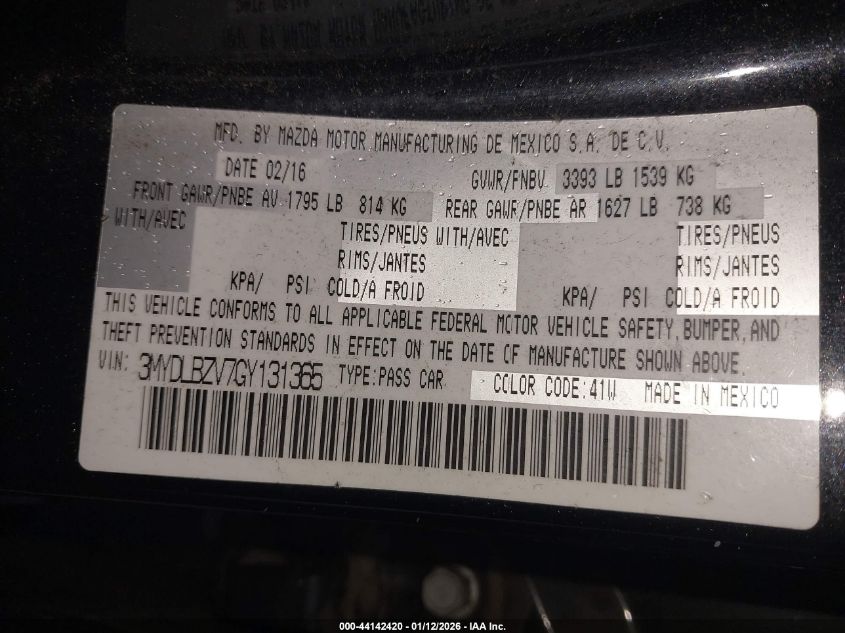 MFD. BY MAZDA MOTOR MANUFACTURING DE MEXICO S.A. DE C.V.
DATE 02/16 GVWR/FNBV 3393 LB 1539 KG
FRONT GAWR/PNBE AV 1795 LB 814 KG REAR GAWF/PNBE AR 1627 LB 738 KG
WITH/AVEC TIRES/PNEUS WITH/AVEC TIRES/PNEUS
RIMS/JANTES RIMS/JANTES
KPA/ PSI COLD/A FROID KPA/ PSI COLD/A FROID
THIS VEHICLE CONFORMS TO ALL APPLICABLE FEDERAL MOTOR VEHICLE SAFETY, BUMPER, AND
THEFT PREVENTION STANDARDS IN EFFECT ON THE DATE OF MANUFACTURE SHOWN ABOVE.
VIN: 3MYDLBZV7GY131365 TYPE:PASS CAR COLOR CODE:41W MADE IN MEXICO
000-44142420 - 01/12/2026 - IAA Inc.